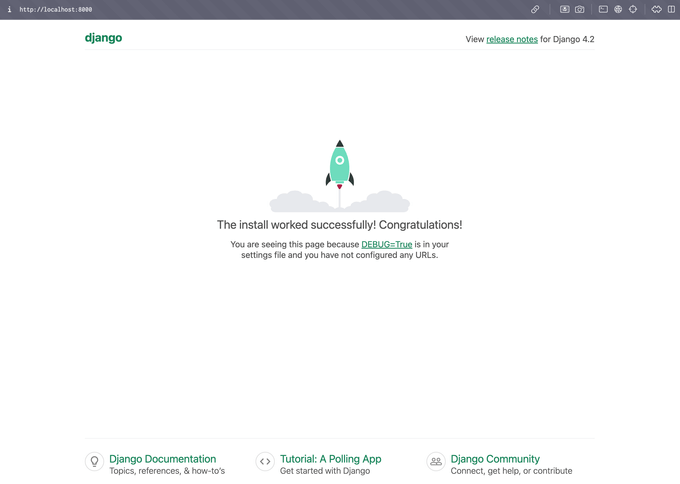 http://localhost:8000
django
View release notes for Django 4.2
The install worked successfully! Congratulations!
You are seeing this page because DEBUG=True is in your
settings file and you have not configured any URLs.
Django Documentation
Topics, references, & how-to's
Tutorial: A Polling App
Get started with Django
Django Community
Connect, get help, or contribute